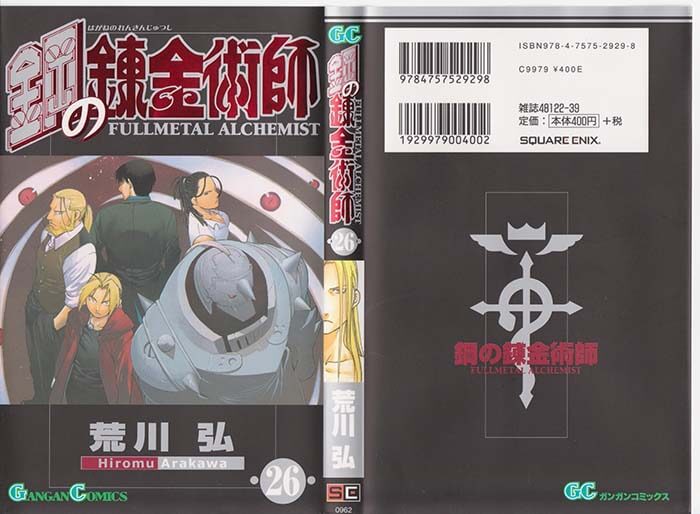 はがねのれんきんじゅつし
鋼の錬金術師
FULLMETAL ALCHEMIST
荒川 弘
Hiromu Arakawa
・26・
GANGAN COMICS
GC
鋼の錬金術師
FULLMETAL ALCHEMIST
・26・
荒川 弘
SE
0962
9784757529298
1929979004002
ISBN978-4-7575-2929-8
C9979 ¥400E
雑誌48122-39
定価：本体400円＋税
SQUARE ENIX.
鋼の錬金術師
FULLMETAL ALCHEMIST
GC ガンガンコミックス